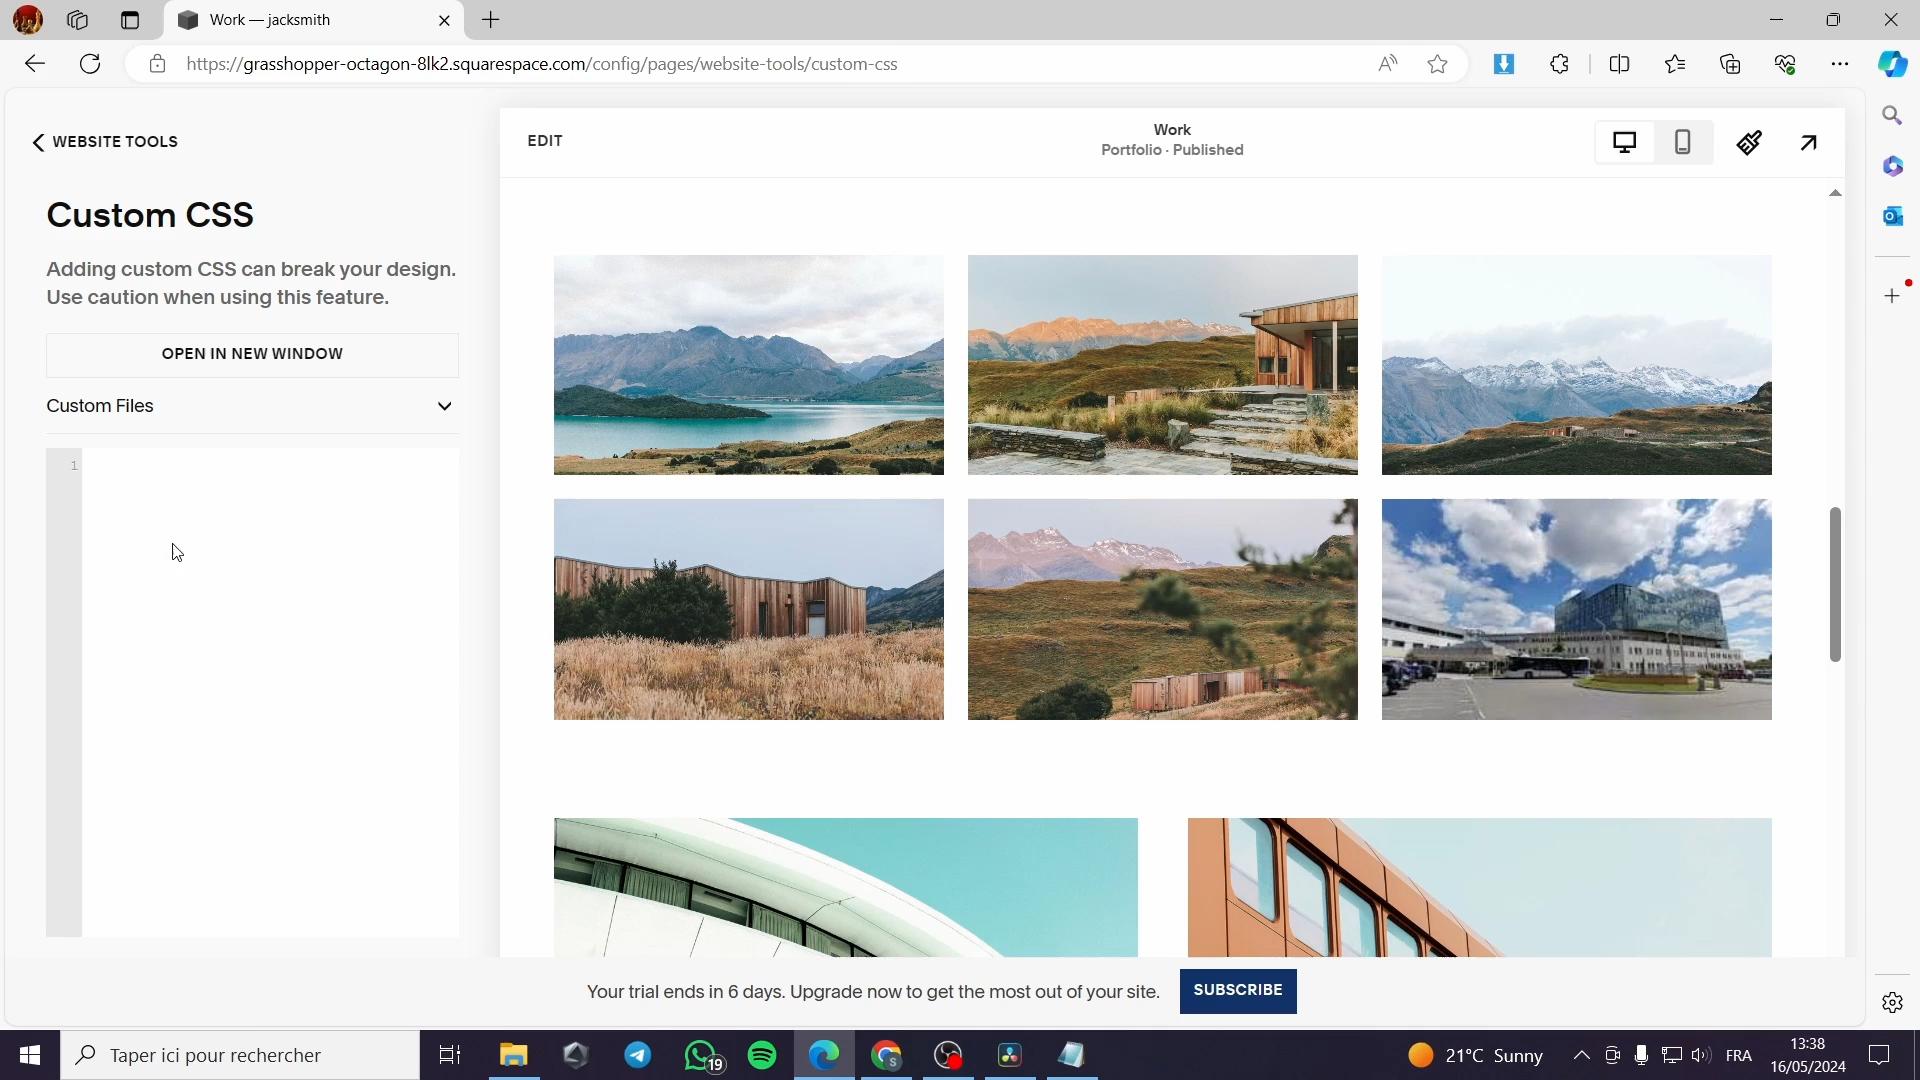 Work — jacksmith
https://grasshopper-octagon-8lk2.squarespace.com/config/pages/website-tools/custom-css
WEBSITE TOOLS
Custom CSS
Adding custom CSS can break your design.
Use caution when using this feature.
OPEN IN NEW WINDOW
Custom Files
1
EDIT
Work
Portfolio · Published
Your trial ends in 6 days. Upgrade now to get the most out of your site.
SUBSCRIBE
Taper ici pour rechercher
19
S
21°C Sunny
FRA
13:38
16/05/2024